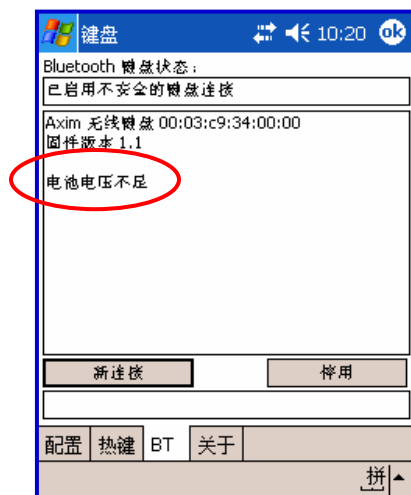 键盘 10:20 ok
Bluetooth 键盘状态：
已启用不安全的键盘连接
Axim 无线键盘 00:03:c9:34:00:00
固件版本 1.1
电池电压不足
新连接 停用
配置 热键 BT 关于
拼